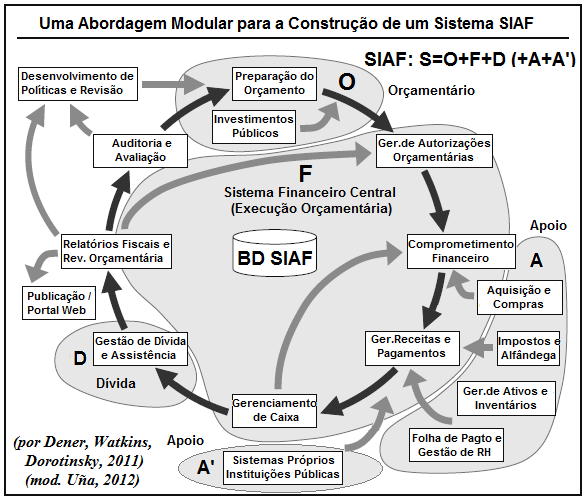 Uma Abordagem Modular para a Construção de um Sistema SIAF
SIAF: S=O+F+D (+A+A')
Desenvolvimento de
Políticas e Revisão
Preparação do
Orçamento
O
Orçamentário
Investimentos
Públicos
Auditoria e
Avaliação
Ger.de Autorizações
Orçamentárias
F
Sistema Financeiro Central
(Execução Orçamentária)
BD SIAF
Relatórios Fiscais e
Rev. Orçamentária
Comprometimento
Financeiro
Apoio
A
Publicação /
Portal Web
Aquisição e
Compras
D
Gestão de Dívida
e Assistência
Dívida
Ger.Receitas e
Pagamentos
Impostos e
Alfândega
Gerenciamento
de Caixa
Ger.de Ativos e
Inventários
Folha de Pagto e
Gestão de RH
Apoio
A'
Sistemas Próprios
Instituições Públicas
(por Dener, Watkins,
Dorotinsky, 2011)
(mod. Uña, 2012)